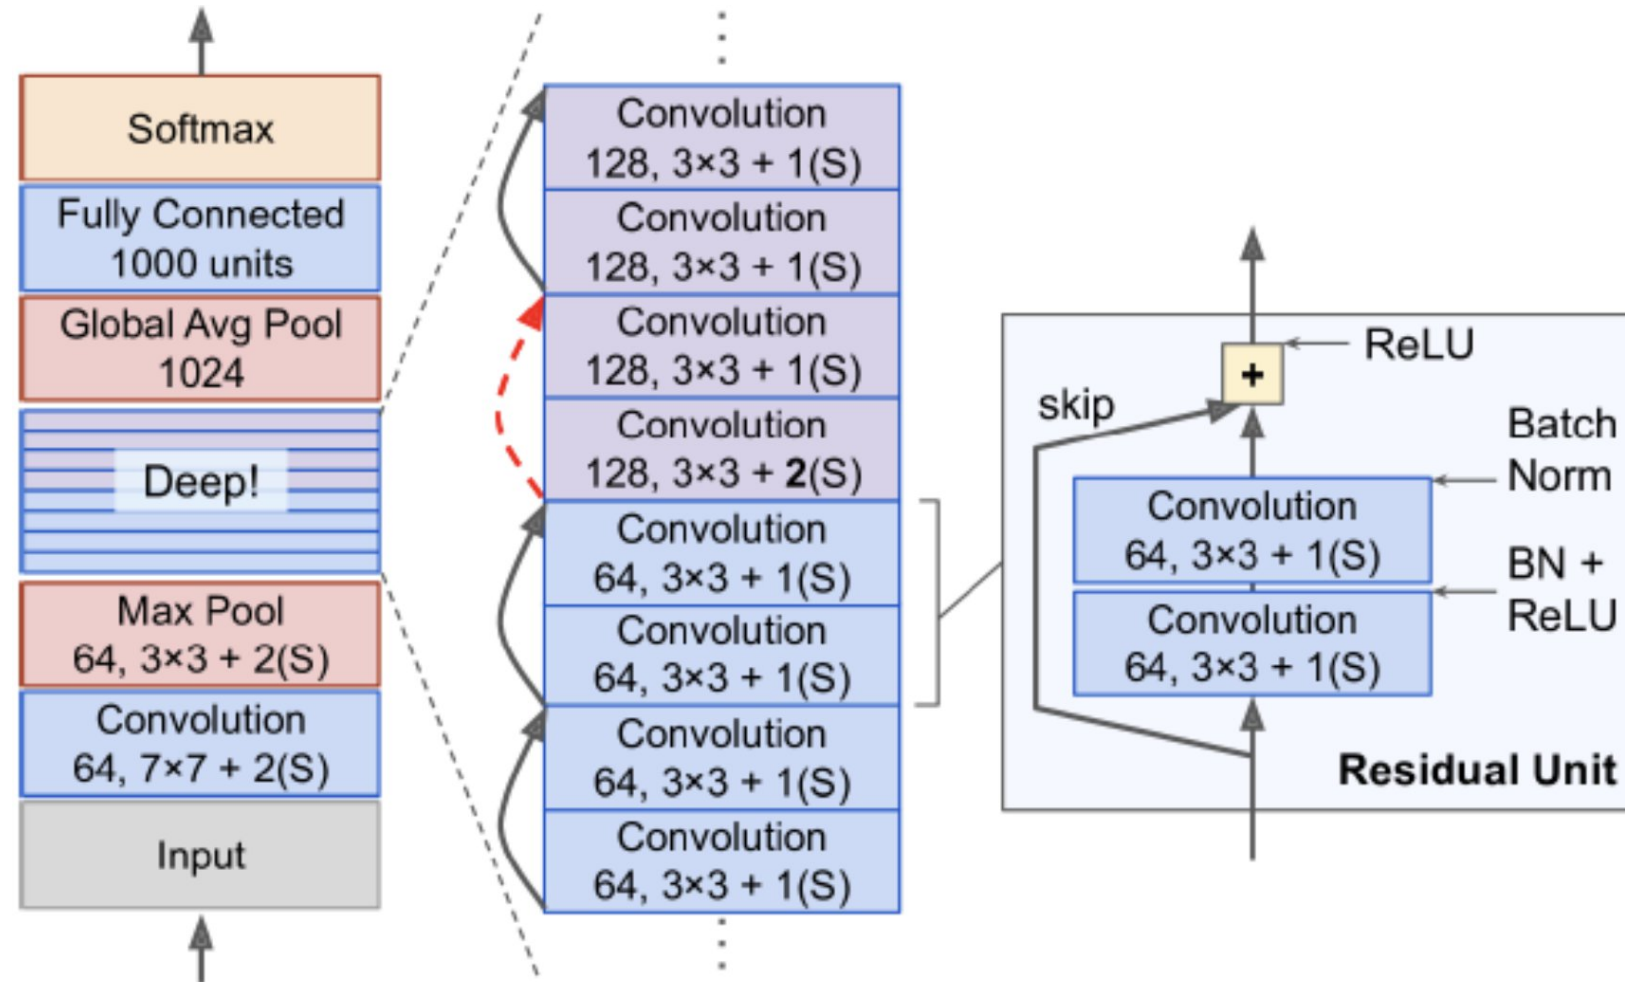 Softmax
Fully Connected
1000 units
Global Avg Pool
1024
Deep!
Max Pool
64, 3×3 + 2(S)
Convolution
64, 7×7 + 2(S)
Input
Convolution
128, 3×3 + 1(S)
Convolution
128, 3×3 + 1(S)
Convolution
128, 3×3 + 1(S)
Convolution
128, 3×3 + 2(S)
Convolution
64, 3×3 + 1(S)
Convolution
64, 3×3 + 1(S)
Convolution
64, 3×3 + 1(S)
Convolution
64, 3×3 + 1(S)
ReLU
+
skip
Batch
Norm
Convolution
64, 3×3 + 1(S)
BN +
ReLU
Convolution
64, 3×3 + 1(S)
Residual Unit